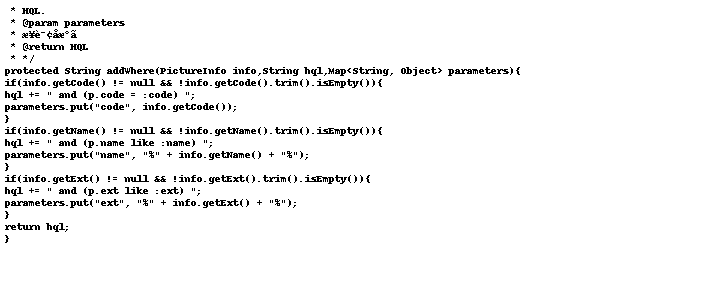 * HQL.
* @param parameters
* æ¥è¯¢åæ°ã
* @return HQL
* */
protected String addWhere(PictureInfo info,String hql,Map<String, Object> parameters){
if(info.getCode() != null && !info.getCode().trim().isEmpty()){
hql += " and (p.code = :code) ";
parameters.put("code", info.getCode());
}
if(info.getName() != null && !info.getName().trim().isEmpty()){
hql += " and (p.name like :name) ";
parameters.put("name", "%" + info.getName() + "%");
}
if(info.getExt() != null && !info.getExt().trim().isEmpty()){
hql += " and (p.ext like :ext) ";
parameters.put("ext", "%" + info.getExt() + "%");
}
return hql;
}